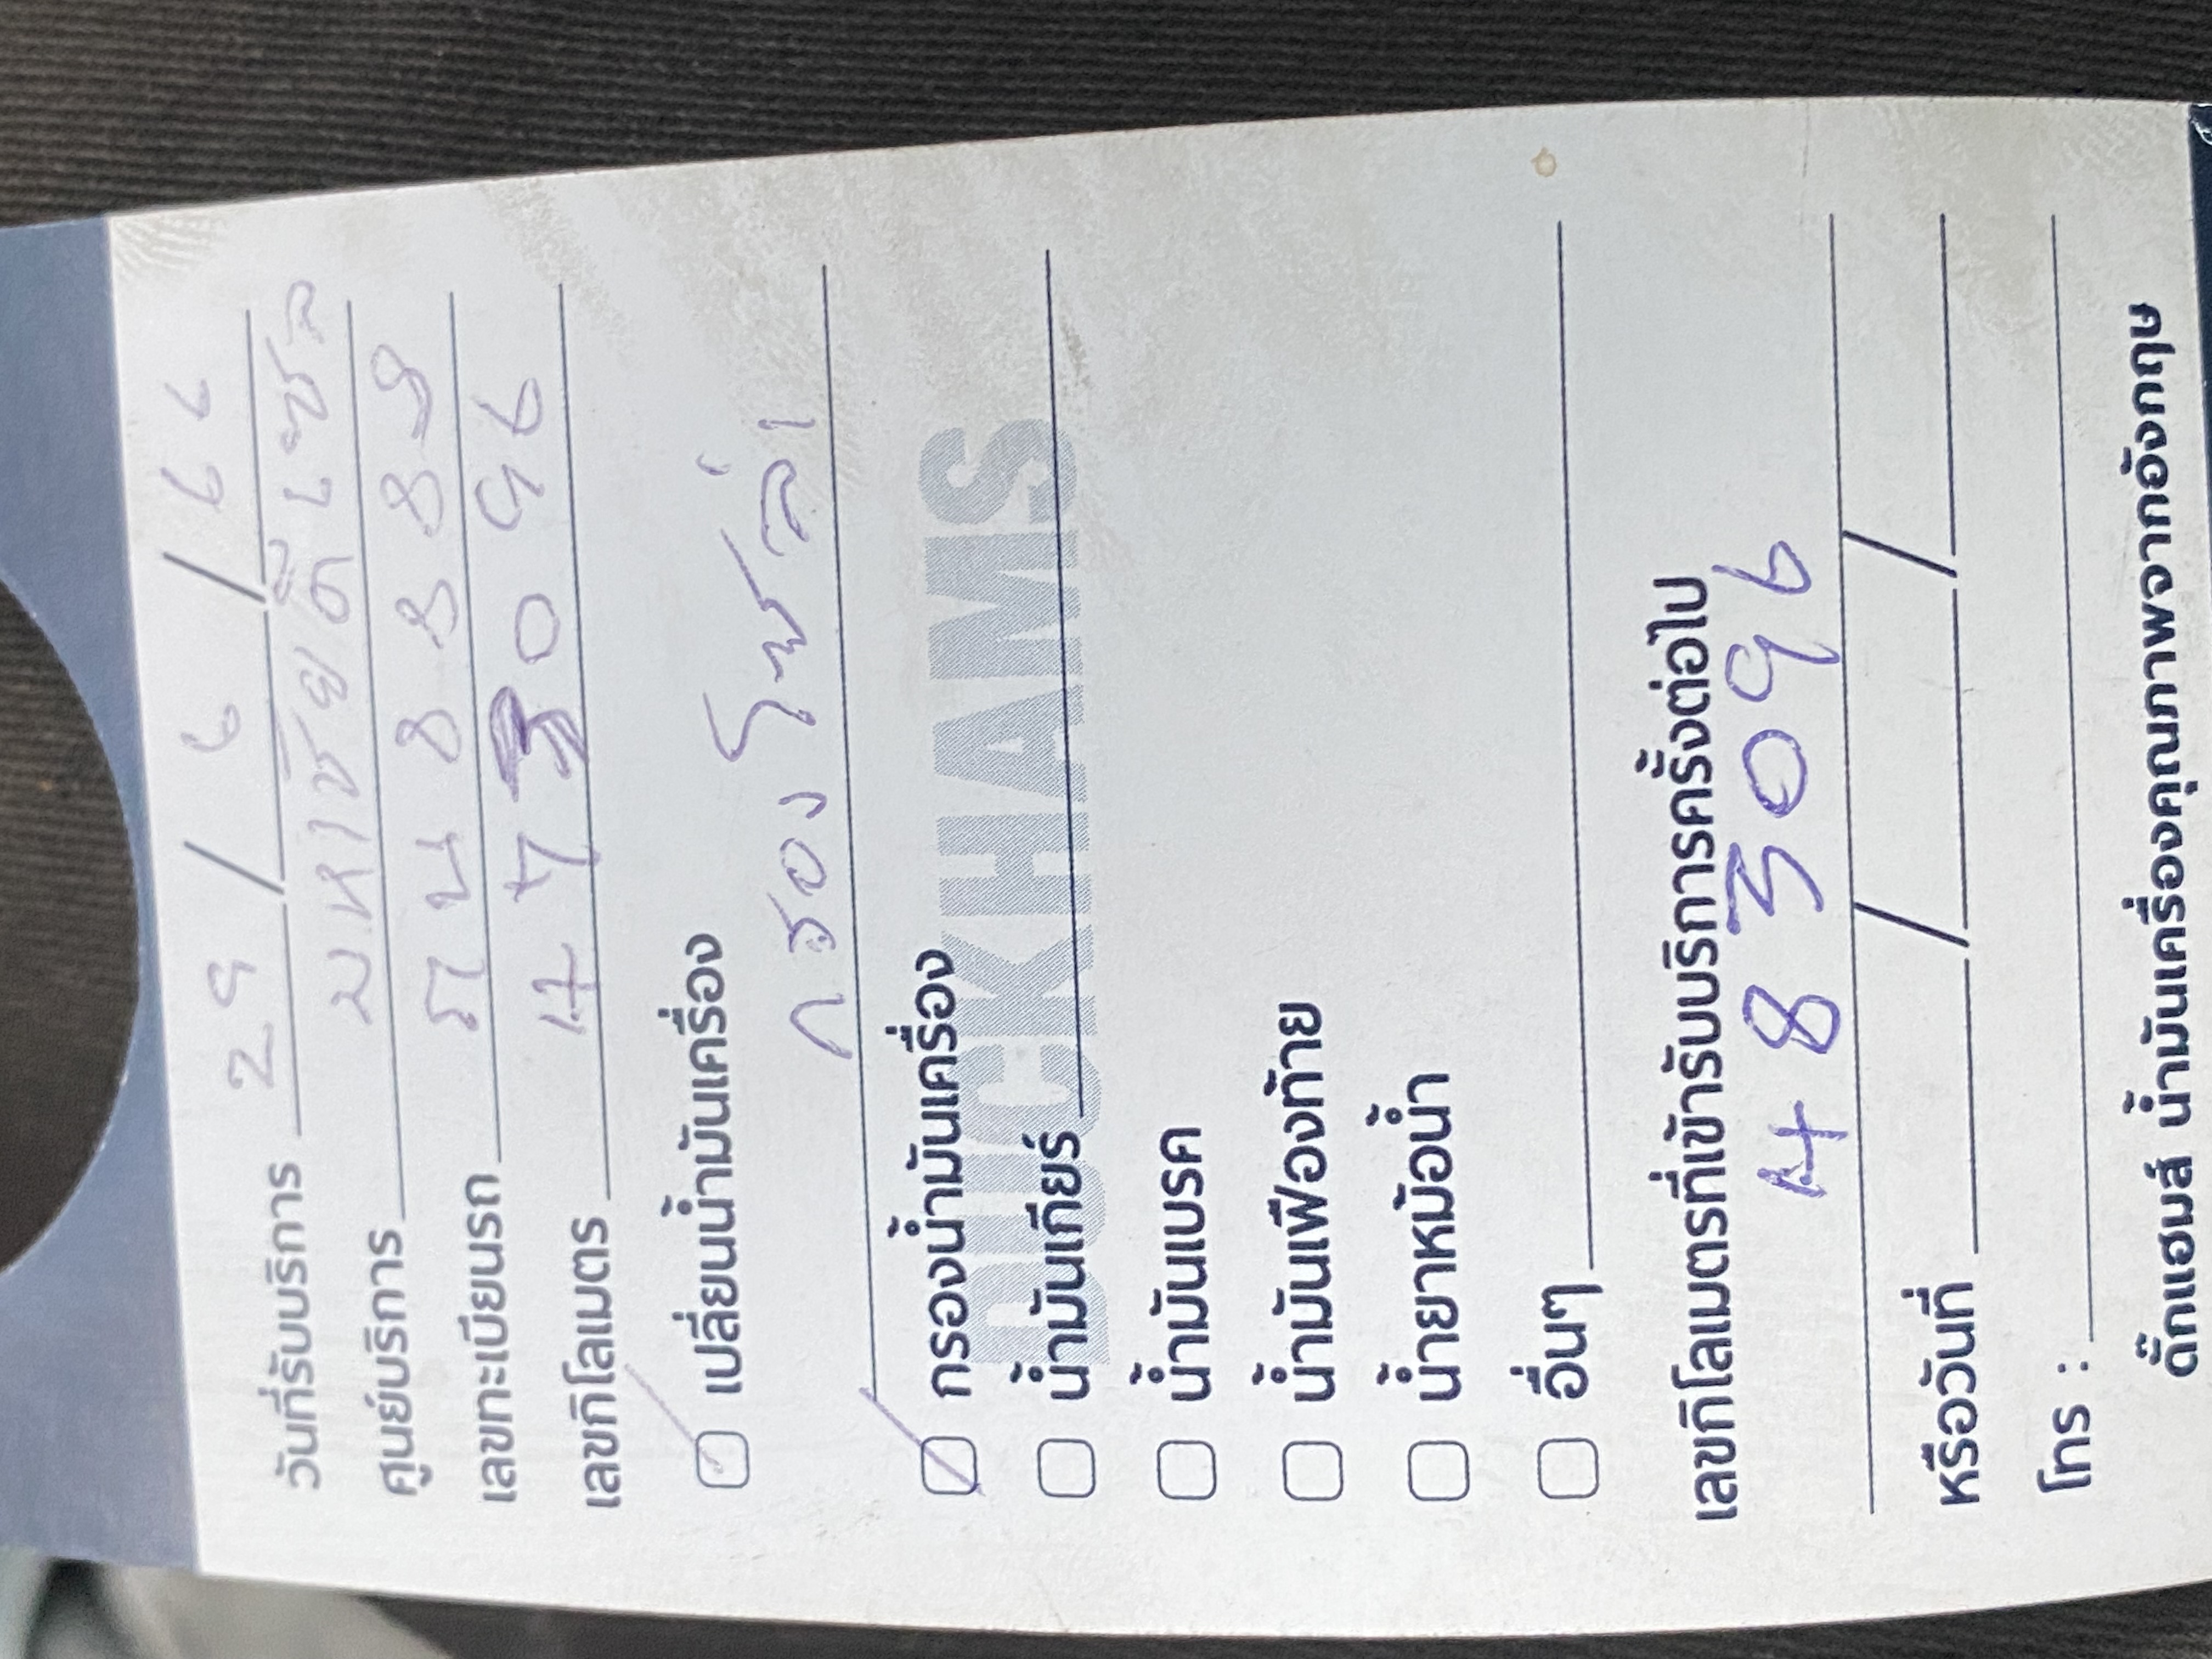 วันที่รับบริการ 29 / 6 / 66
ศูนย์บริการ มหาชัยดีเซล
เลขทะเบียนรถ ภน 8888
เลขกิโลเมตร 473096
เปลี่ยนน้ำมันเครื่อง
กรองโซล่า
กรองน้ำมันเครื่อง
DUCKHAMS
น้ำมันเกียร์
น้ำมันเบรค
น้ำมันเฟืองท้าย
น้ำยาหม้อน้ำ
อื่นๆ
เลขกิโลเมตรที่เข้ารับบริการครั้งต่อไป
483096
หรือวันที่ / /
โทร :
ดั๊กแฮมส์ น้ำมันเครื่องคุณภาพจากอังกฤษ